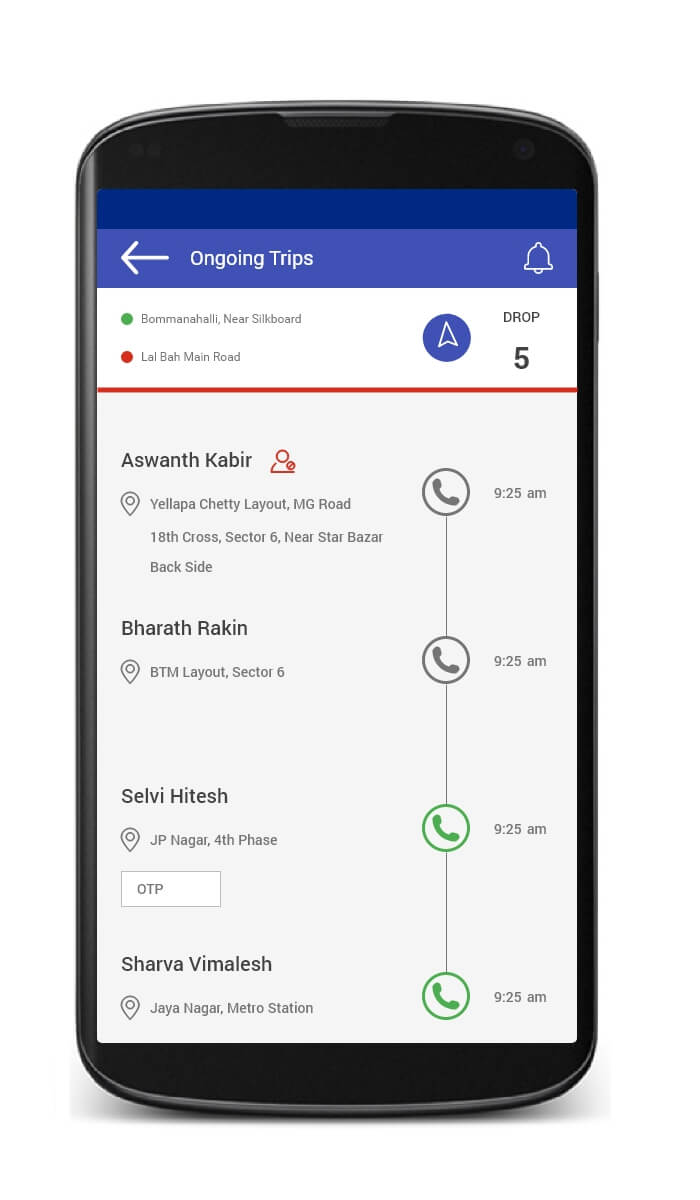 Ongoing Trips
Bommanahalli, Near Silkboard
DROP
Lal Bah Main Road
5
Aswanth Kabir
Yellapa Chetty Layout, MG Road
9:25 am
18th Cross, Sector 6, Near Star Bazar
Back Side
Bharath Rakin
BTM Layout, Sector 6
9:25 am
Selvi Hitesh
JP Nagar, 4th Phase
9:25 am
OTP
Sharva Vimalesh
Jaya Nagar, Metro Station
9:25 am